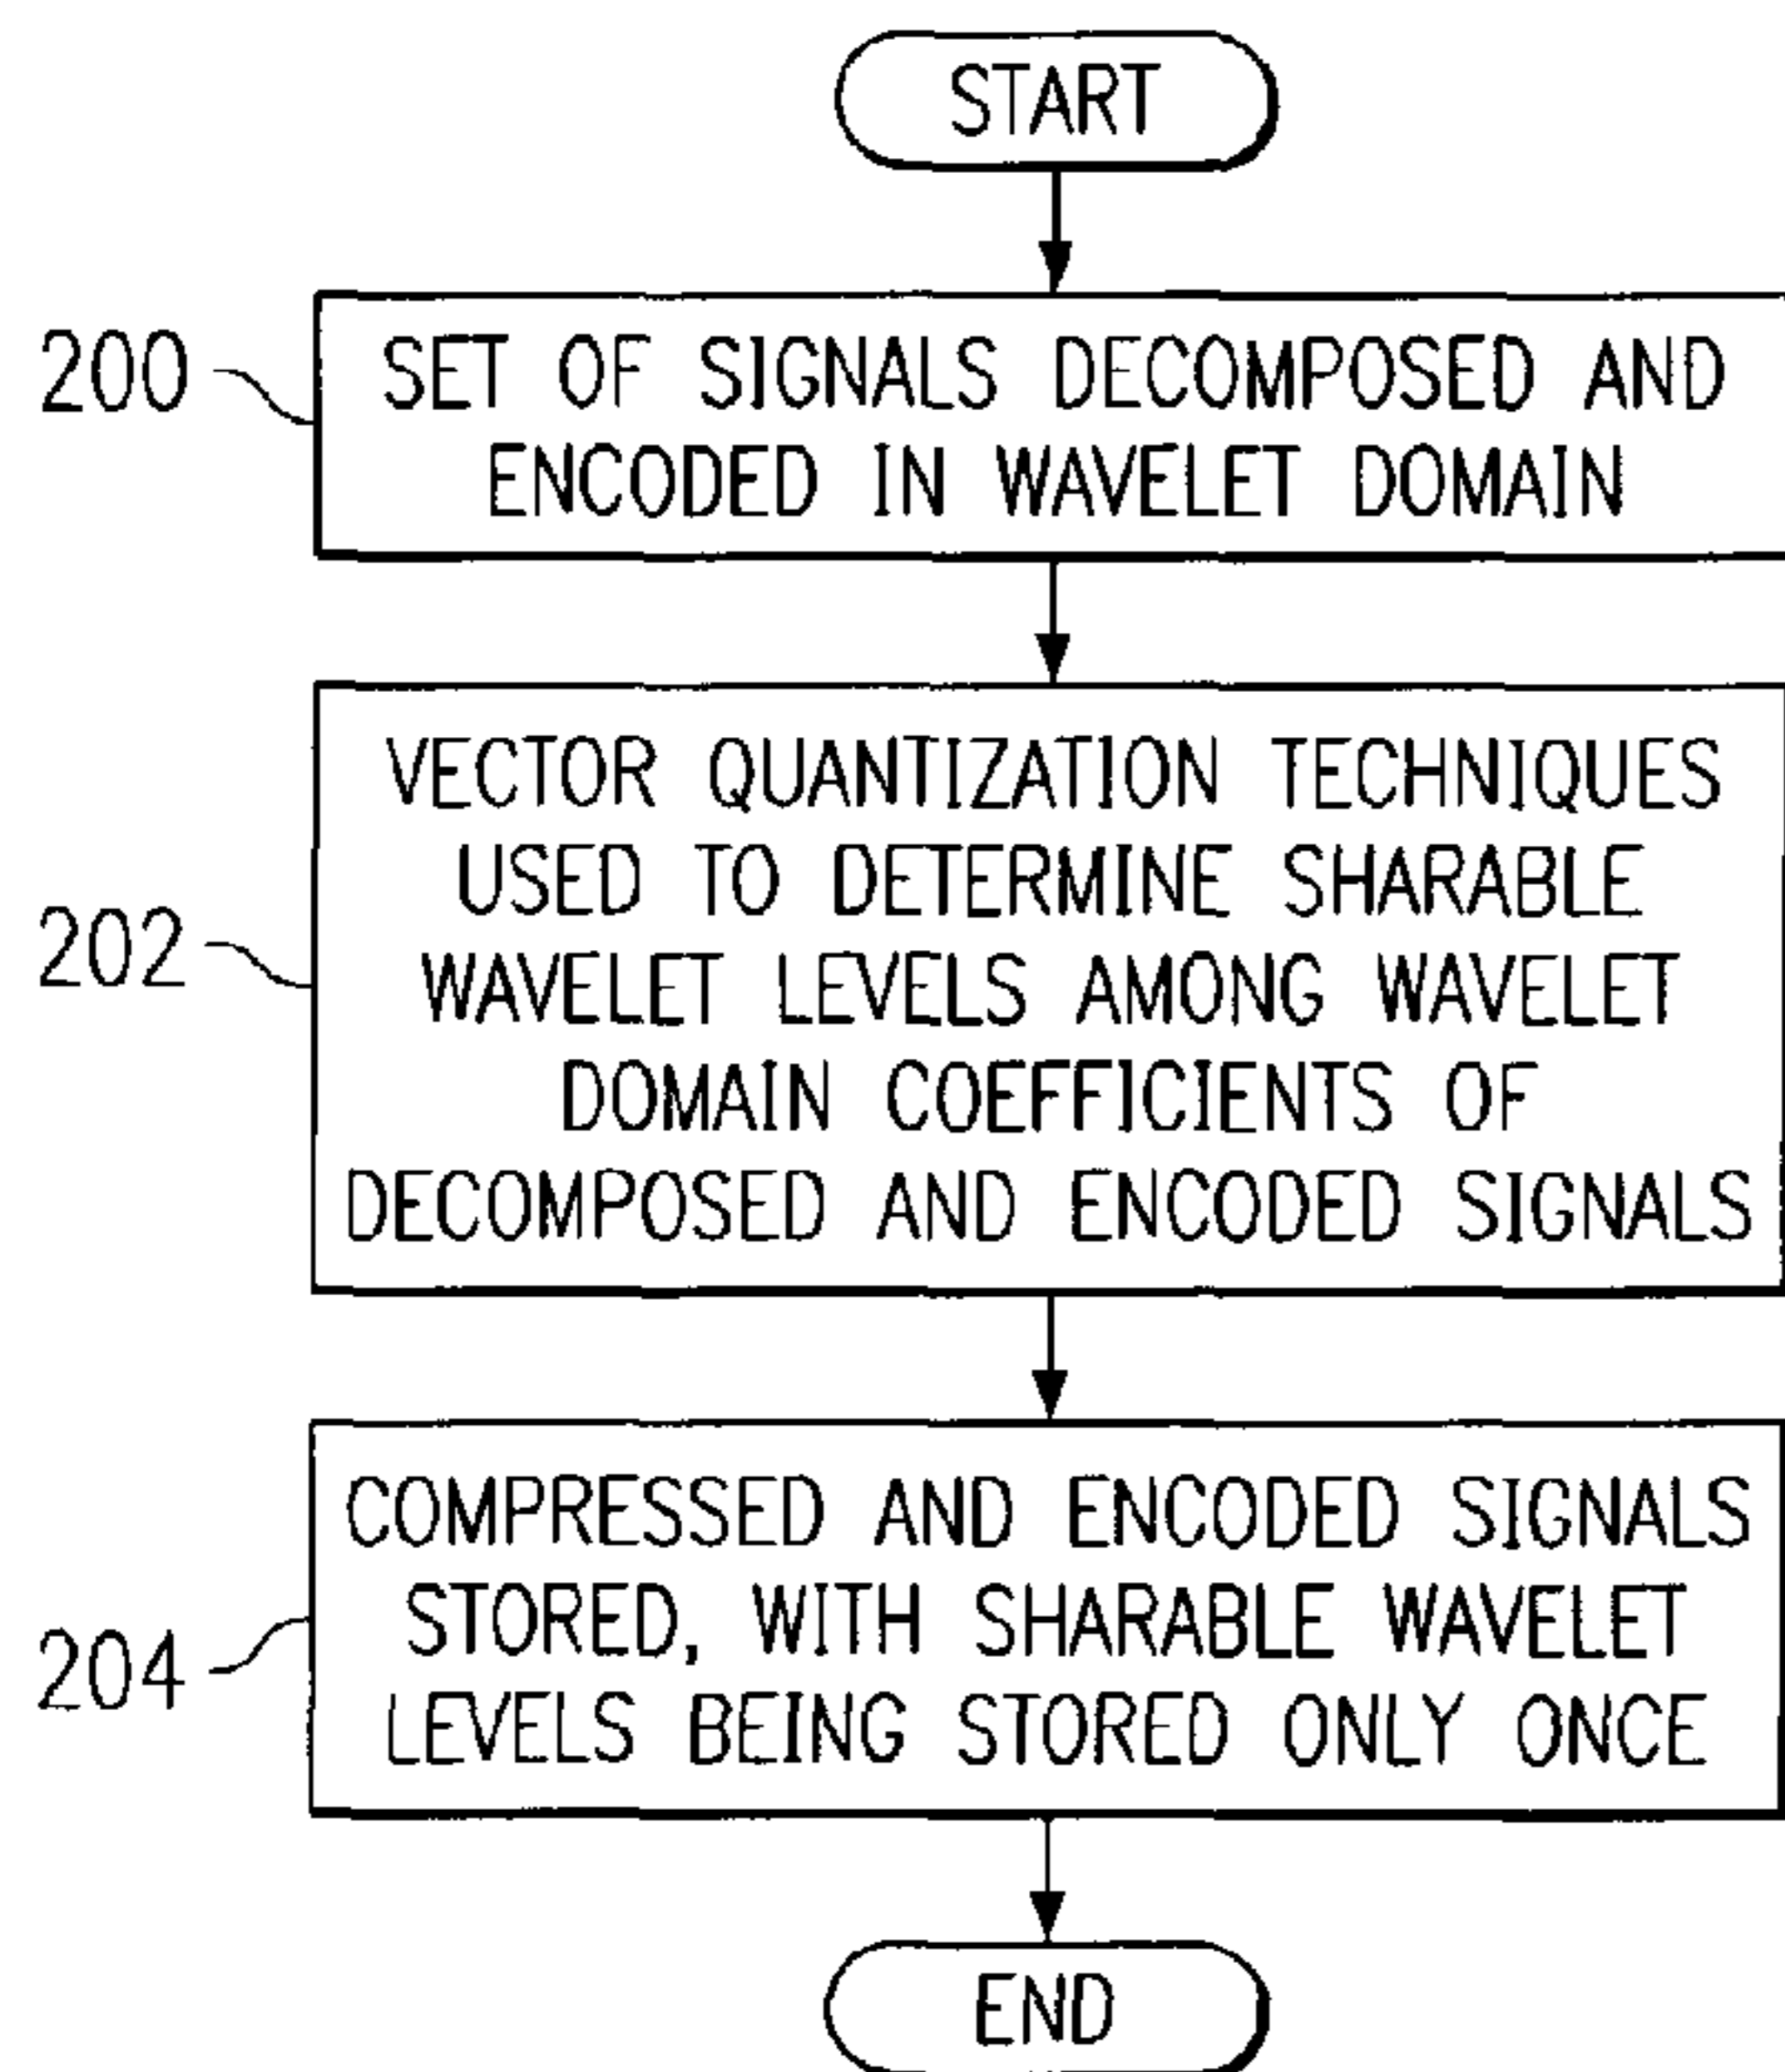 START
200
SET OF SIGNALS DECOMPOSED AND
ENCODED IN WAVELET DOMAIN
202
VECTOR QUANTIZATION TECHNIQUES
USED TO DETERMINE SHARABLE
WAVELET LEVELS AMONG WAVELET
DOMAIN COEFFICIENTS OF
DECOMPOSED AND ENCODED SIGNALS
204
COMPRESSED AND ENCODED SIGNALS
STORED, WITH SHARABLE WAVELET
LEVELS BEING STORED ONLY ONCE
END